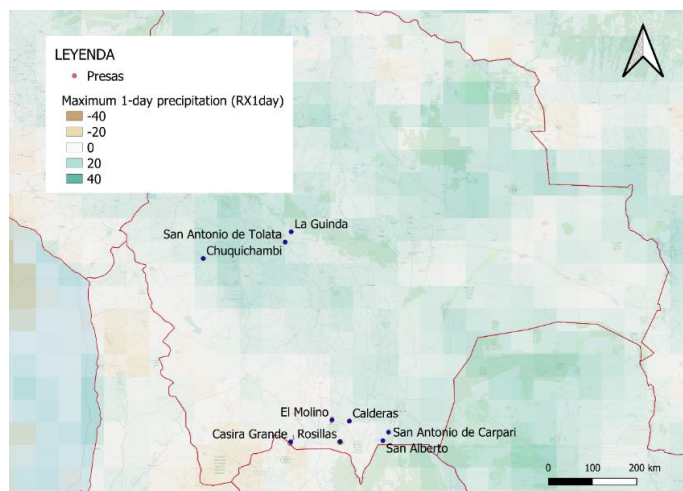 LEYENDA
Presas
Maximum 1-day precipitation (RX1day)
-40
-20
0
20
40
La Guinda
San Antonio de Tolata
Chuquichambi
El Molino
Calderas
Casira Grande
Rosillas
San Antonio de Carpari
San Alberto
0 100 200 km